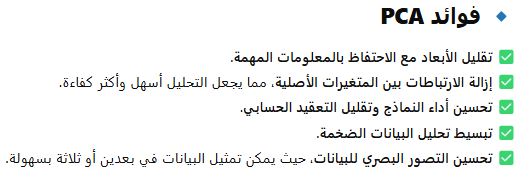 🔹 فوائد PCA
✅ تقليل الأبعاد مع الاحتفاظ بالمعلومات المهمة.
✅ إزالة الارتباطات بين المتغيرات الأصلية، مما يجعل التحليل أسهل وأكثر كفاءة.
✅ تحسين أداء النماذج وتقليل التعقيد الحسابي.
✅ تبسيط تحليل البيانات الضخمة.
✅ تحسين التصور البصري للبيانات، حيث يمكن تمثيل البيانات في بعدين أو ثلاثة بسهولة.